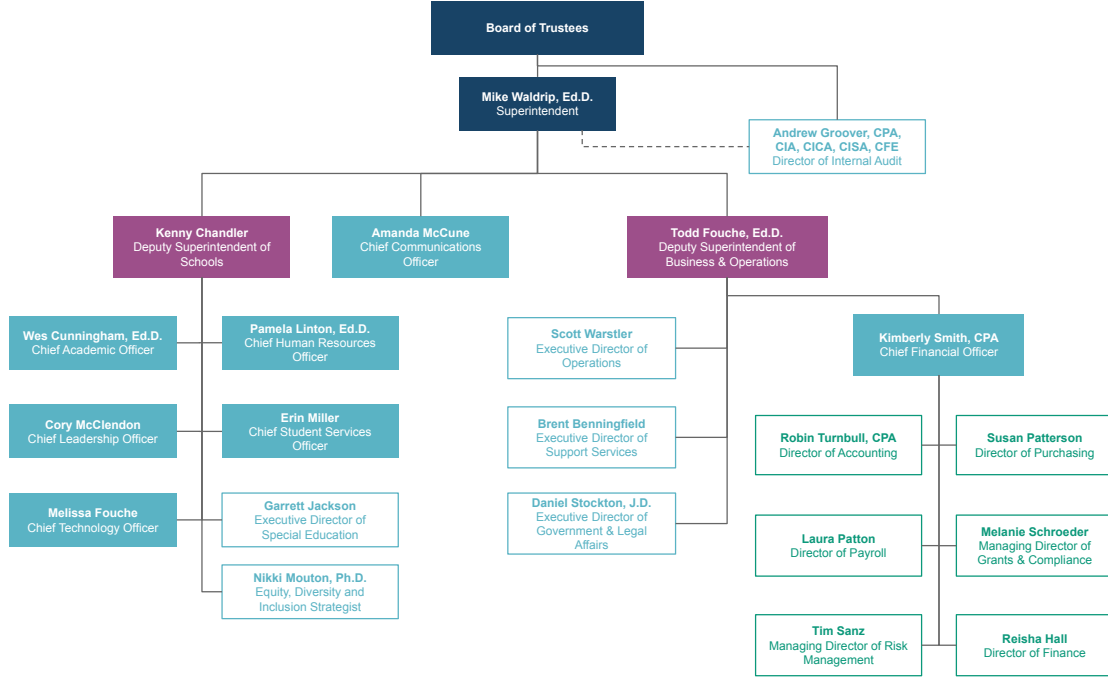 Board of Trustees
Mike Waldrip, Ed.D.
Superintendent
Andrew Groover, CPA,
CIA, CICA, CISA, CFE
Director of Internal Audit
Kenny Chandler
Deputy Superintendent of
Schools
Amanda McCune
Chief Communications
Officer
Todd Fouche, Ed.D.
Deputy Superintendent of
Business & Operations
Wes Cunningham, Ed.D.
Chief Academic Officer
Pamela Linton, Ed.D.
Chief Human Resources
Officer
Scott Warstler
Executive Director of
Operations
Kimberly Smith, CPA
Chief Financial Officer
Cory McClendon
Chief Leadership Officer
Erin Miller
Chief Student Services
Officer
Brent Benningfield
Executive Director of
Support Services
Robin Turnbull, CPA
Director of Accounting
Susan Patterson
Director of Purchasing
Melissa Fouche
Chief Technology Officer
Garrett Jackson
Executive Director of
Special Education
Daniel Stockton, J.D.
Executive Director of
Government & Legal
Affairs
Laura Patton
Director of Payroll
Melanie Schroeder
Managing Director of
Grants & Compliance
Nikki Mouton, Ph.D.
Equity, Diversity and
Inclusion Strategist
Tim Sanz
Managing Director of Risk
Management
Reisha Hall
Director of Finance